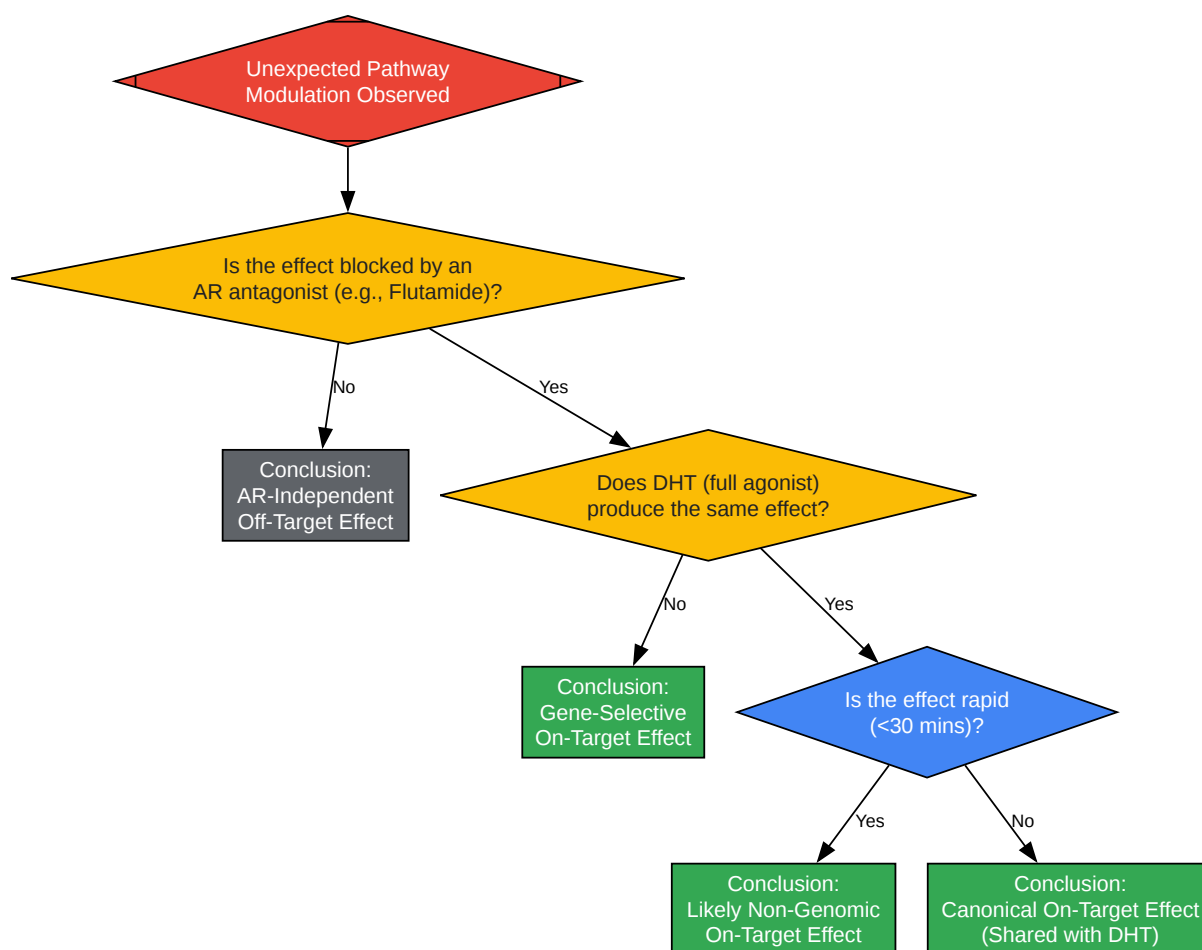 Unexpected Pathway
Modulation Observed
Is the effect blocked by an
AR antagonist (e.g., Flutamide)?
No
Yes
Conclusion:
AR-Independent
Off-Target Effect
Does DHT (full agonist)
produce the same effect?
No
Yes
Conclusion:
Gene-Selective
On-Target Effect
Is the effect rapid
(<30 mins)?
Yes
No
Conclusion:
Likely Non-Genomic
On-Target Effect
Conclusion:
Canonical On-Target Effect
(Shared with DHT)